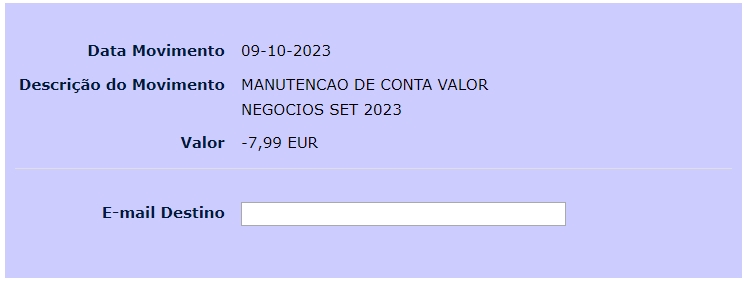 Data Movimento 09-10-2023
Descrição do Movimento MANUTENCAO DE CONTA VALOR
NEGOCIOS SET 2023
Valor -7,99 EUR
E-mail Destino